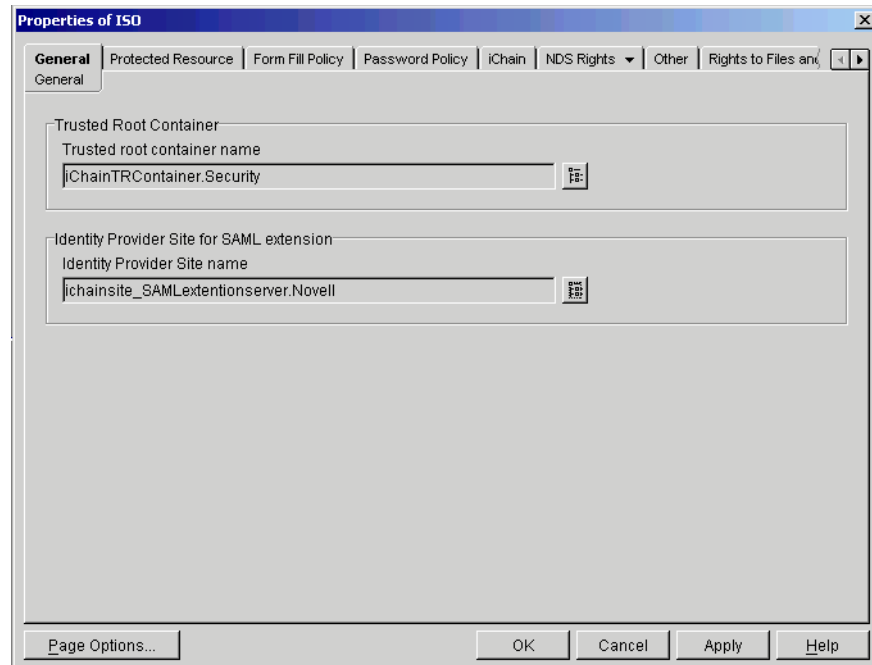 Properties of ISO
General Protected Resource Form Fill Policy Password Policy iChain NDS Rights Other Rights to Files and
General
Trusted Root Container
Trusted root container name
iChainTRContainer.Security
Identity Provider Site for SAML extension
Identity Provider Site name
ichainsite_SAMLextentionserver.Novell
Page Options... OK Cancel Apply Help